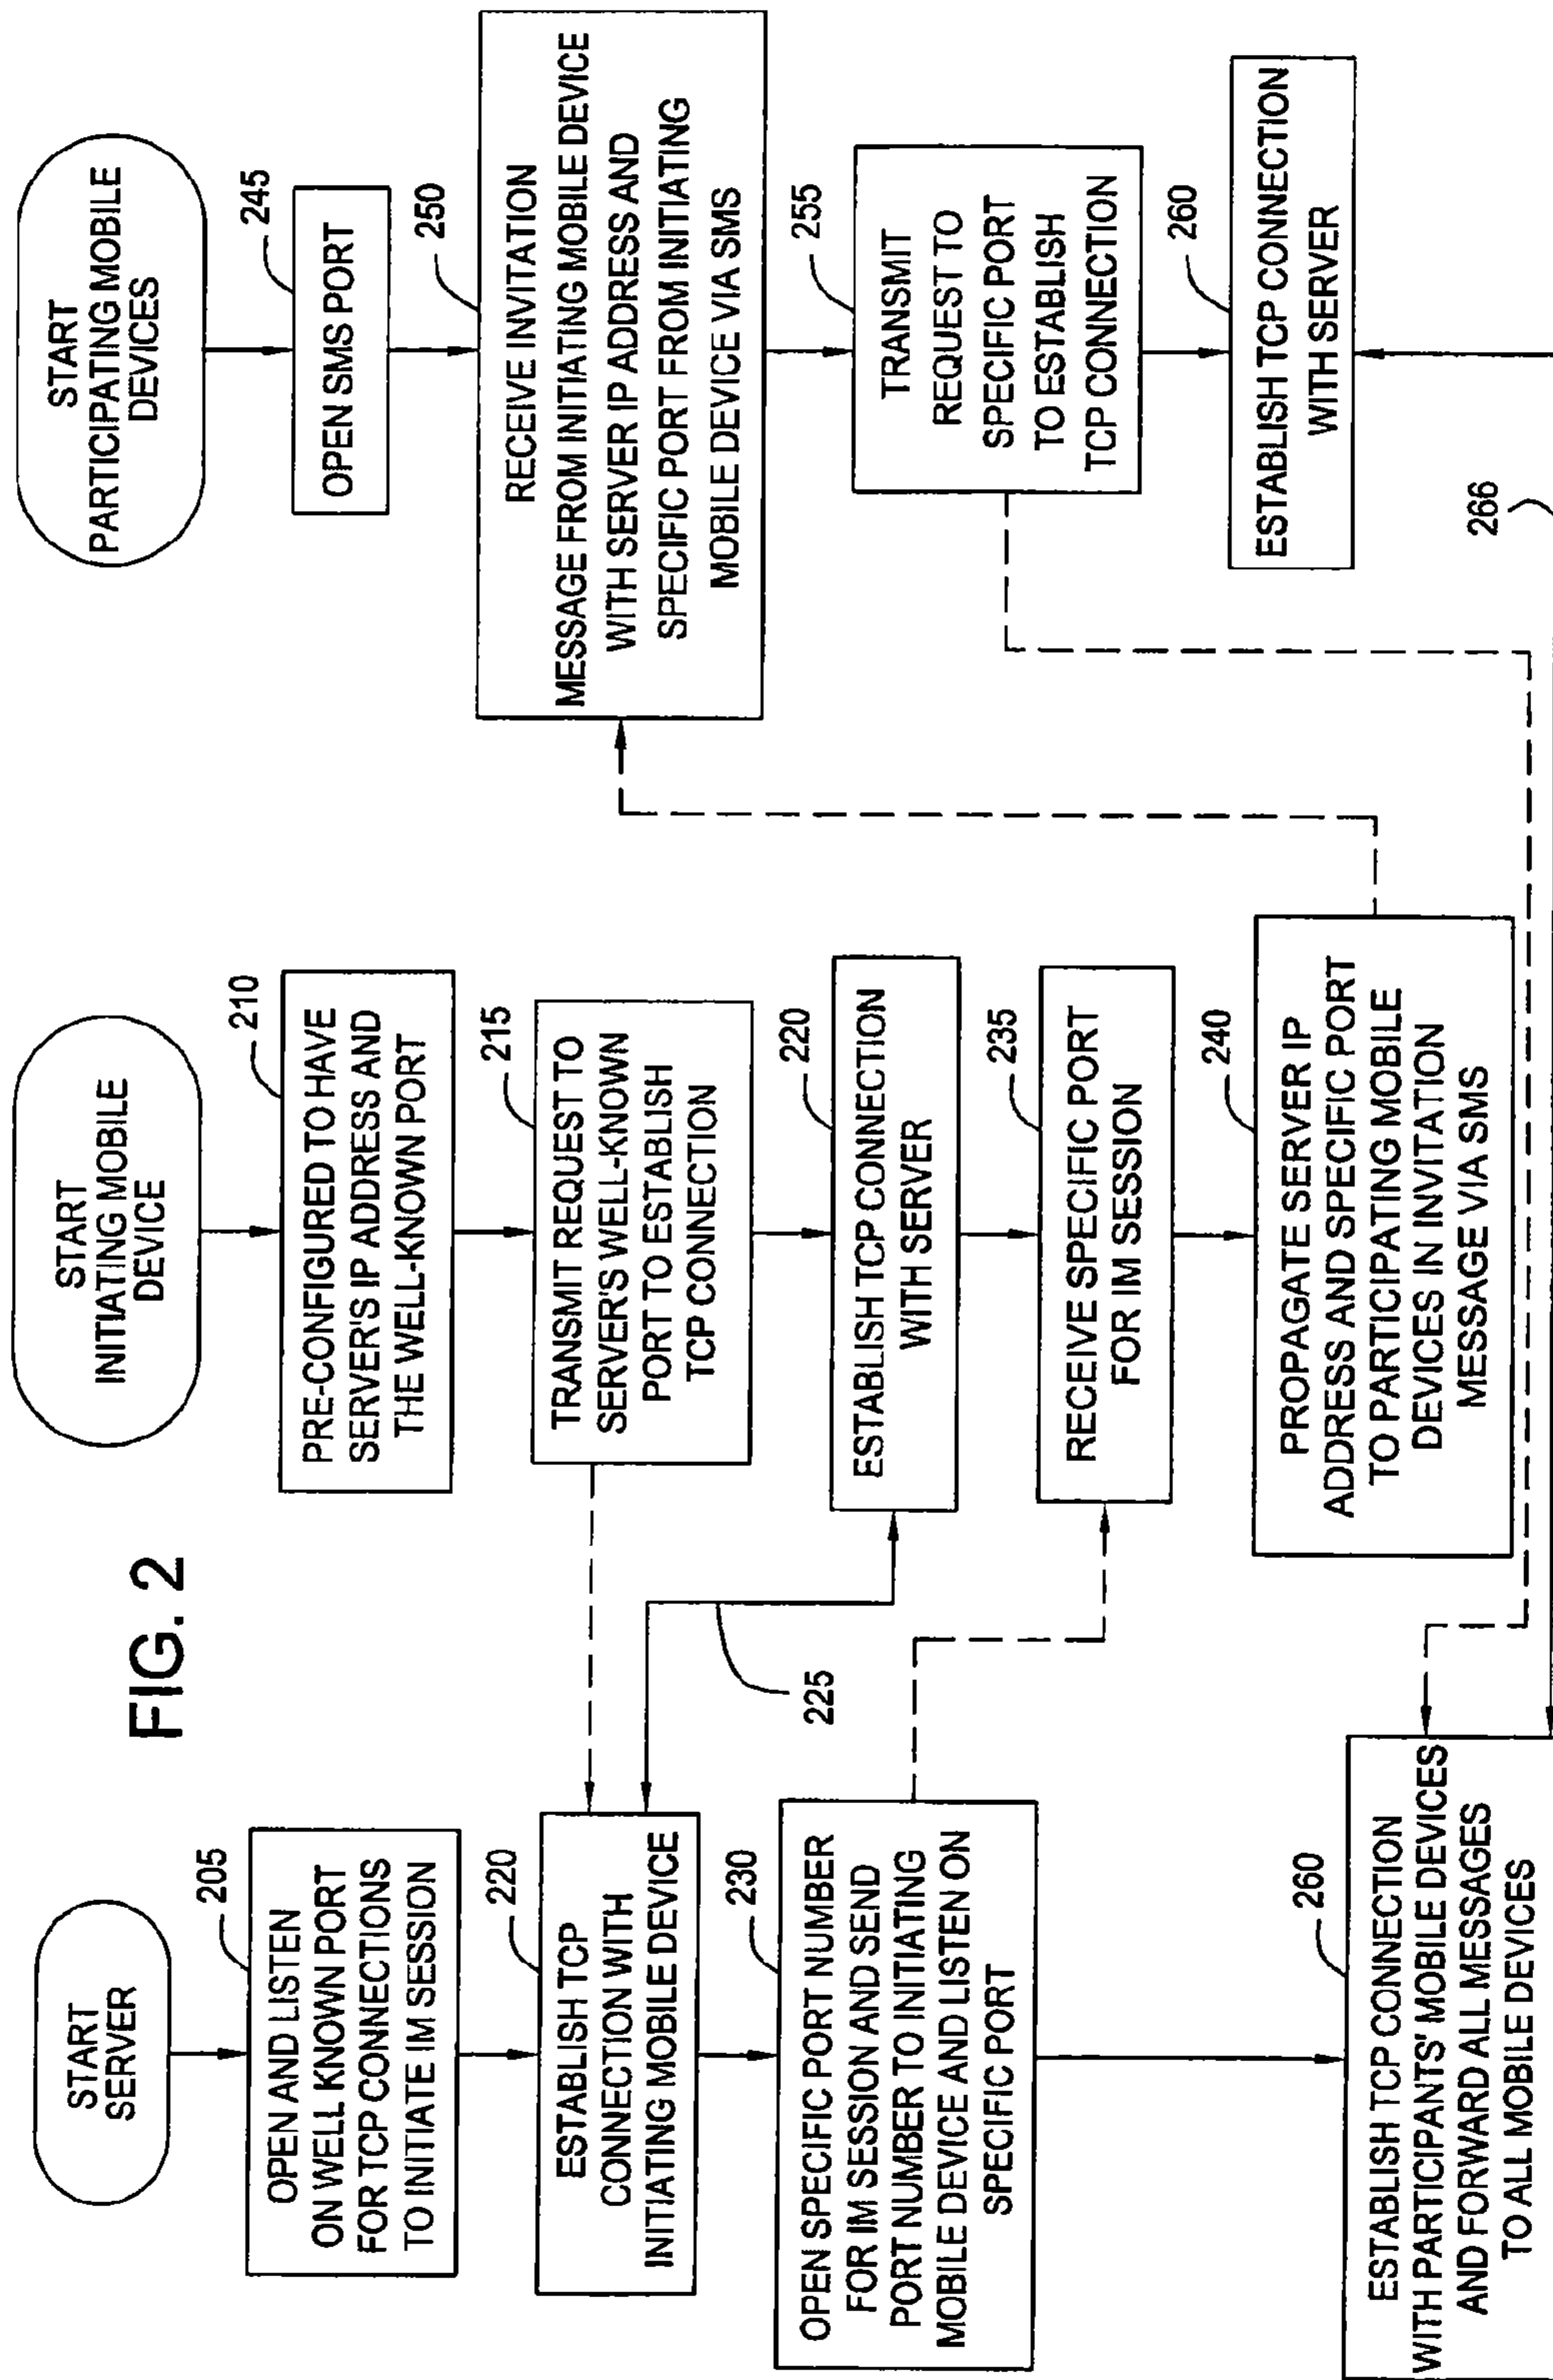 FIG. 2
START
SERVER
205
OPEN AND LISTEN
ON WELL KNOWN PORT
FOR TCP CONNECTIONS
TO INITIATE IM SESSION
220
ESTABLISH TCP
CONNECTION WITH
INITIATING MOBILE DEVICE
225
230
OPEN SPECIFIC PORT NUMBER
FOR IM SESSION AND SEND
PORT NUMBER TO INITIATING
MOBILE DEVICE AND LISTEN ON
SPECIFIC PORT
260
ESTABLISH TCP CONNECTION
WITH PARTICIPANTS' MOBILE DEVICES
AND FORWARD ALL MESSAGES
TO ALL MOBILE DEVICES
START
INITIATING MOBILE
DEVICE
210
PRE-CONFIGURED TO HAVE
SERVER'S IP ADDRESS AND
THE WELL-KNOWN PORT
215
TRANSMIT REQUEST TO
SERVER'S WELL-KNOWN
PORT TO ESTABLISH
TCP CONNECTION
220
ESTABLISH TCP CONNECTION
WITH SERVER
235
RECEIVE SPECIFIC PORT
FOR IM SESSION
240
PROPAGATE SERVER IP
ADDRESS AND SPECIFIC PORT
TO PARTICIPATING MOBILE
DEVICES IN INVITATION
MESSAGE VIA SMS
START
PARTICIPATING MOBILE
DEVICES
245
OPEN SMS PORT
250
RECEIVE INVITATION
MESSAGE FROM INITIATING MOBILE DEVICE
WITH SERVER IP ADDRESS AND
SPECIFIC PORT FROM INITIATING
MOBILE DEVICE VIA SMS
255
TRANSMIT
REQUEST TO
SPECIFIC PORT
TO ESTABLISH
TCP CONNECTION
260
ESTABLISH TCP CONNECTION
WITH SERVER
266